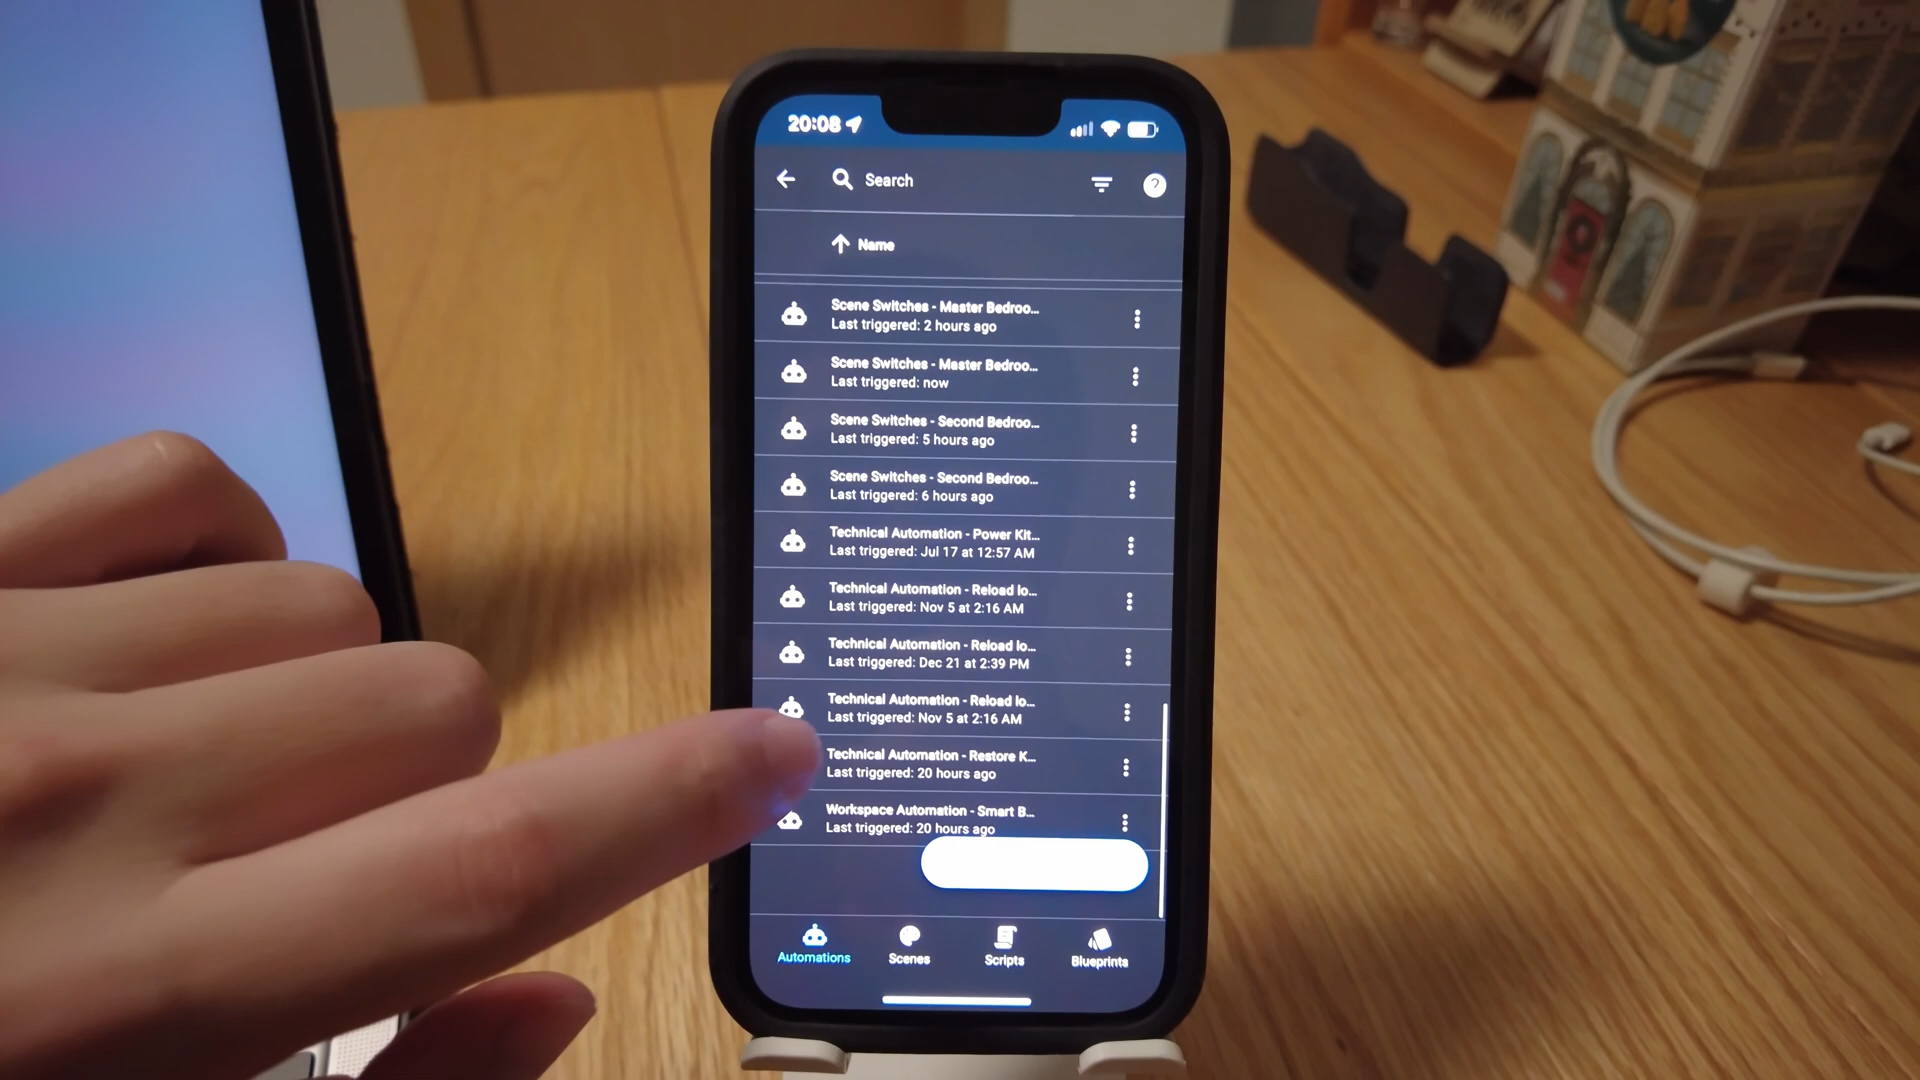 20:08
Search
?
Name
Scene Switches - Master Bedroo...
Last triggered: 2 hours ago
Scene Switches - Master Bedroo...
Last triggered: now
Scene Switches - Second Bedroo...
Last triggered: 5 hours ago
Scene Switches - Second Bedroo...
Last triggered: 6 hours ago
Technical Automation - Power Kit...
Last triggered: Jul 17 at 12:57 AM
Technical Automation - Reload lo...
Last triggered: Nov 5 at 2:16 AM
Technical Automation - Reload lo...
Last triggered: Dec 21 at 2:39 PM
Technical Automation - Reload lo...
Last triggered: Nov 5 at 2:16 AM
Technical Automation - Restore K...
Last triggered: 20 hours ago
Workspace Automation - Smart B...
Last triggered: 20 hours ago
Automations
Scenes
Scripts
Blueprints